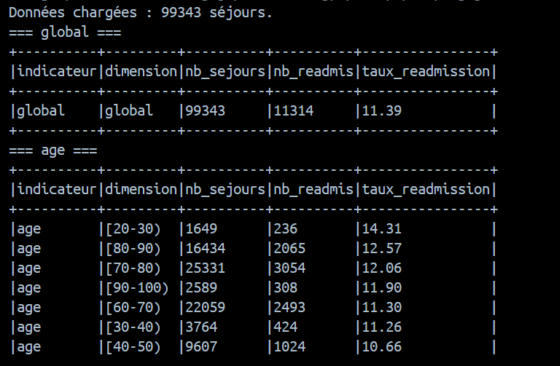 Données chargées : 99343 séjours.
=== global ===
+----------+---------+----------+---------+----------------+
|indicateur|dimension|nb_sejours|nb_readmis|taux_readmission|
+----------+---------+----------+---------+----------------+
|global    |global   |99343     |11314     |11.39           |
+----------+---------+----------+---------+----------------+
=== age ===
+----------+---------+----------+---------+----------------+
|indicateur|dimension|nb_sejours|nb_readmis|taux_readmission|
+----------+---------+----------+---------+----------------+
|age       |[20-30)  |1649      |236       |14.31           |
|age       |[80-90)  |16434     |2065      |12.57           |
|age       |[70-80)  |25331     |3054      |12.06           |
|age       |[90-100) |2589      |308       |11.90           |
|age       |[60-70)  |22059     |2493      |11.30           |
|age       |[30-40)  |3764      |424       |11.26           |
|age       |[40-50)  |9607      |1024      |10.66           |